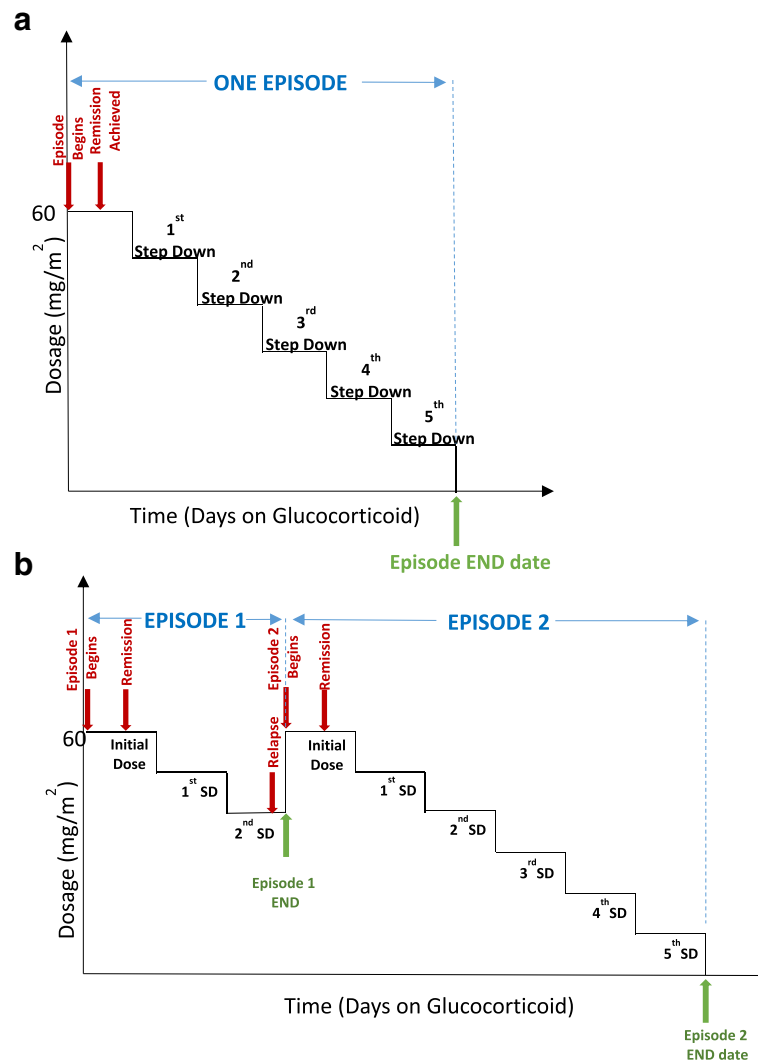 a
ONE EPISODE
Episode
Begins
Remission
Achieved
60
Dosage (mg/m2)
1st
Step Down
2nd
Step Down
3rd
Step Down
4th
Step Down
5th
Step Down
Time (Days on Glucocorticoid)
Episode END date
b
EPISODE 1
EPISODE 2
Episode 1
Begins
Remission
Relapse
Episode 2
Begins
Remission
60
Dosage (mg/m2)
Initial
Dose
1st SD
2nd SD
Initial
Dose
1st SD
2nd SD
3rd SD
4th SD
5th SD
Episode 1
END
Time (Days on Glucocorticoid)
Episode 2
END date